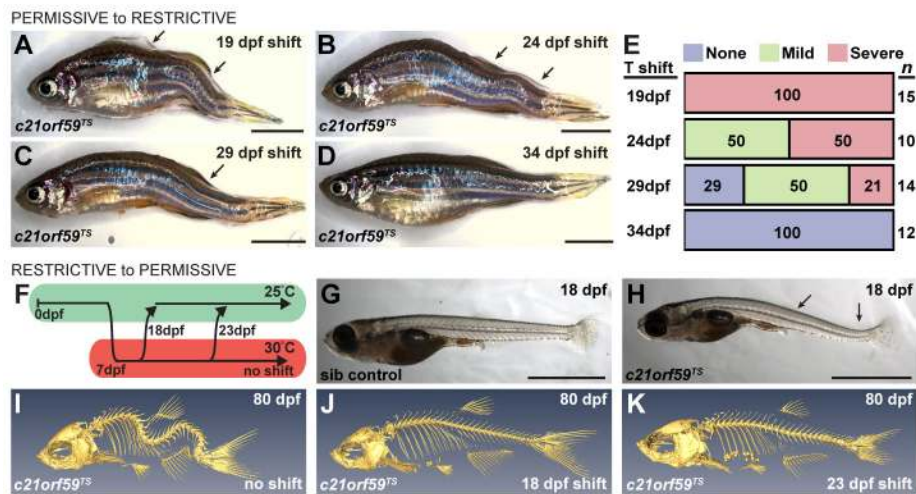 PERMISSIVE to RESTRICTIVE
A
19 dpf shift
c21orf59TS
B
24 dpf shift
c21orf59TS
C
29 dpf shift
c21orf59TS
D
34 dpf shift
c21orf59TS
E
None Mild Severe
T shift n
19dpf 100 15
24dpf 50 50 10
29dpf 29 50 21 14
34dpf 100 12
RESTRICTIVE to PERMISSIVE
F
25°C
0dpf
18dpf 23dpf
30°C
7dpf no shift
G
18 dpf
sib control
H
18 dpf
c21orf59TS
I
80 dpf
c21orf59TS no shift
J
80 dpf
c21orf59TS 18 dpf shift
K
80 dpf
c21orf59TS 23 dpf shift